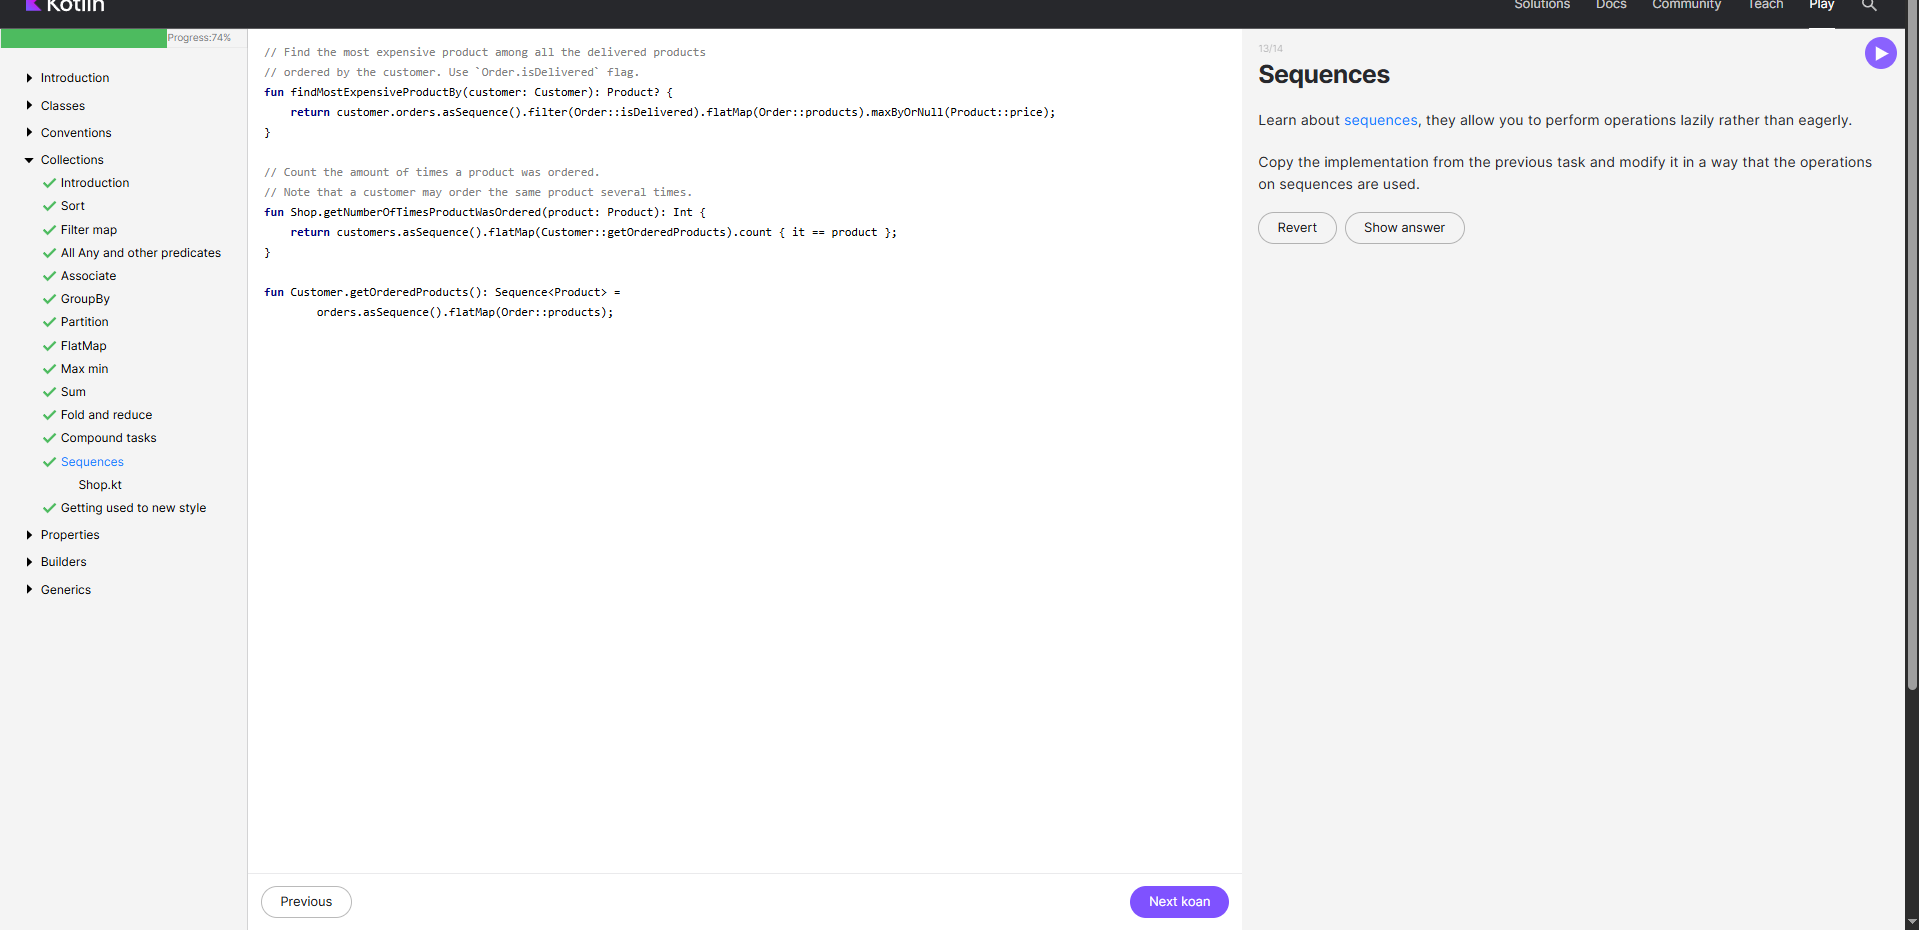 Kotlin
Solutions Docs Community Teach Play
Progress:74%
Introduction
Classes
Conventions
Collections
Introduction
Sort
Filter map
All Any and other predicates
Associate
GroupBy
Partition
FlatMap
Max min
Sum
Fold and reduce
Compound tasks
Sequences
Shop.kt
Getting used to new style
Properties
Builders
Generics
// Find the most expensive product among all the delivered products
// ordered by the customer. Use `Order.isDelivered` flag.
fun findMostExpensiveProductBy(customer: Customer): Product? {
    return customer.orders.asSequence().filter(Order::isDelivered).flatMap(Order::products).maxByOrNull(Product::price);
}
// Count the amount of times a product was ordered.
// Note that a customer may order the same product several times.
fun Shop.getNumberOfTimesProductWasOrdered(product: Product): Int {
    return customers.asSequence().flatMap(Customer::getOrderedProducts).count { it == product };
}
fun Customer.getOrderedProducts(): Sequence<Product> =
        orders.asSequence().flatMap(Order::products);
Previous
Next koan
13/14
Sequences
Learn about sequences, they allow you to perform operations lazily rather than eagerly.
Copy the implementation from the previous task and modify it in a way that the operations
on sequences are used.
Revert
Show answer